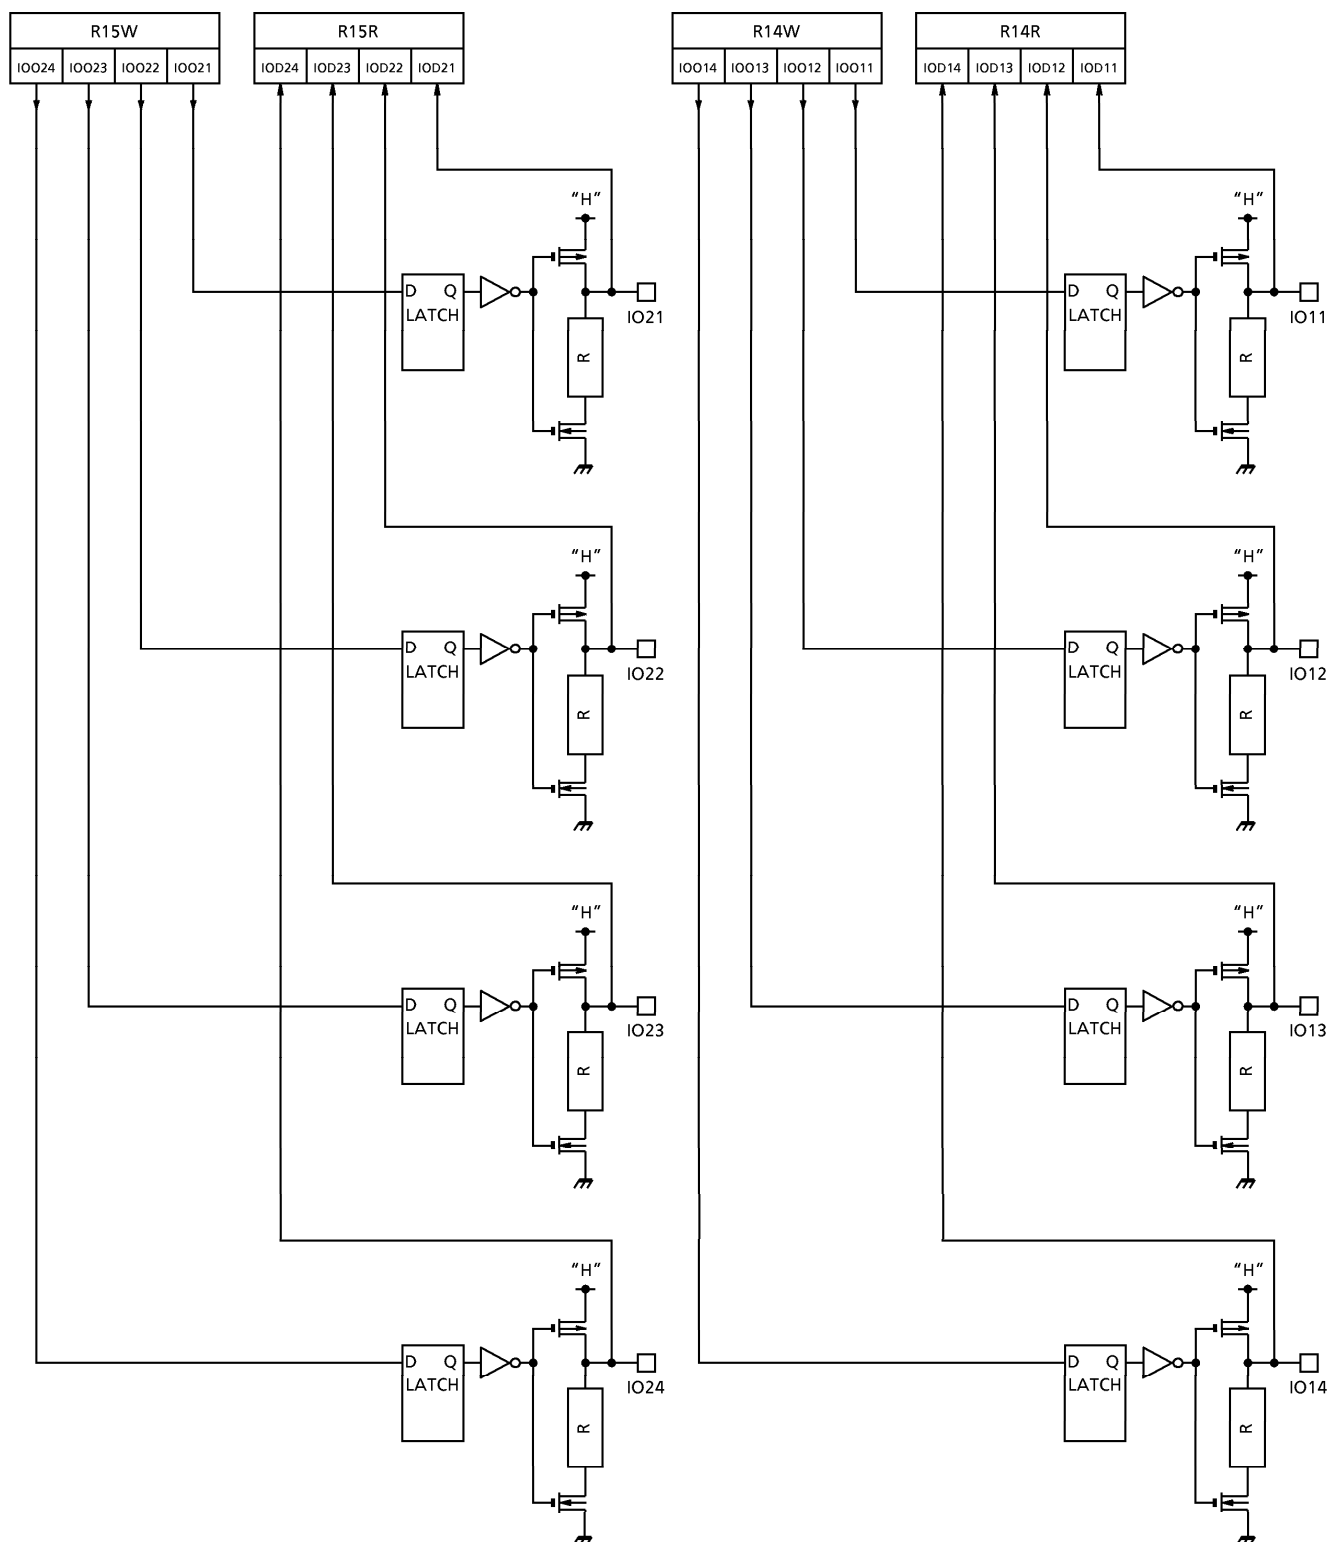 R15W R15R R14W R14R
IOO24 IOO23 IOO22 IOO21 IOD24 IOD23 IOD22 IOD21 IOO14 IOO13 IOO12 IOO11 IOD14 IOD13 IOD12 IOD11
“H” “H”
D Q D Q
LATCH IO21 LATCH IO11
R R
“H” “H”
D Q D Q
LATCH IO22 LATCH IO12
R R
“H” “H”
D Q D Q
LATCH IO23 LATCH IO13
R R
“H” “H”
D Q D Q
LATCH IO24 LATCH IO14
R R